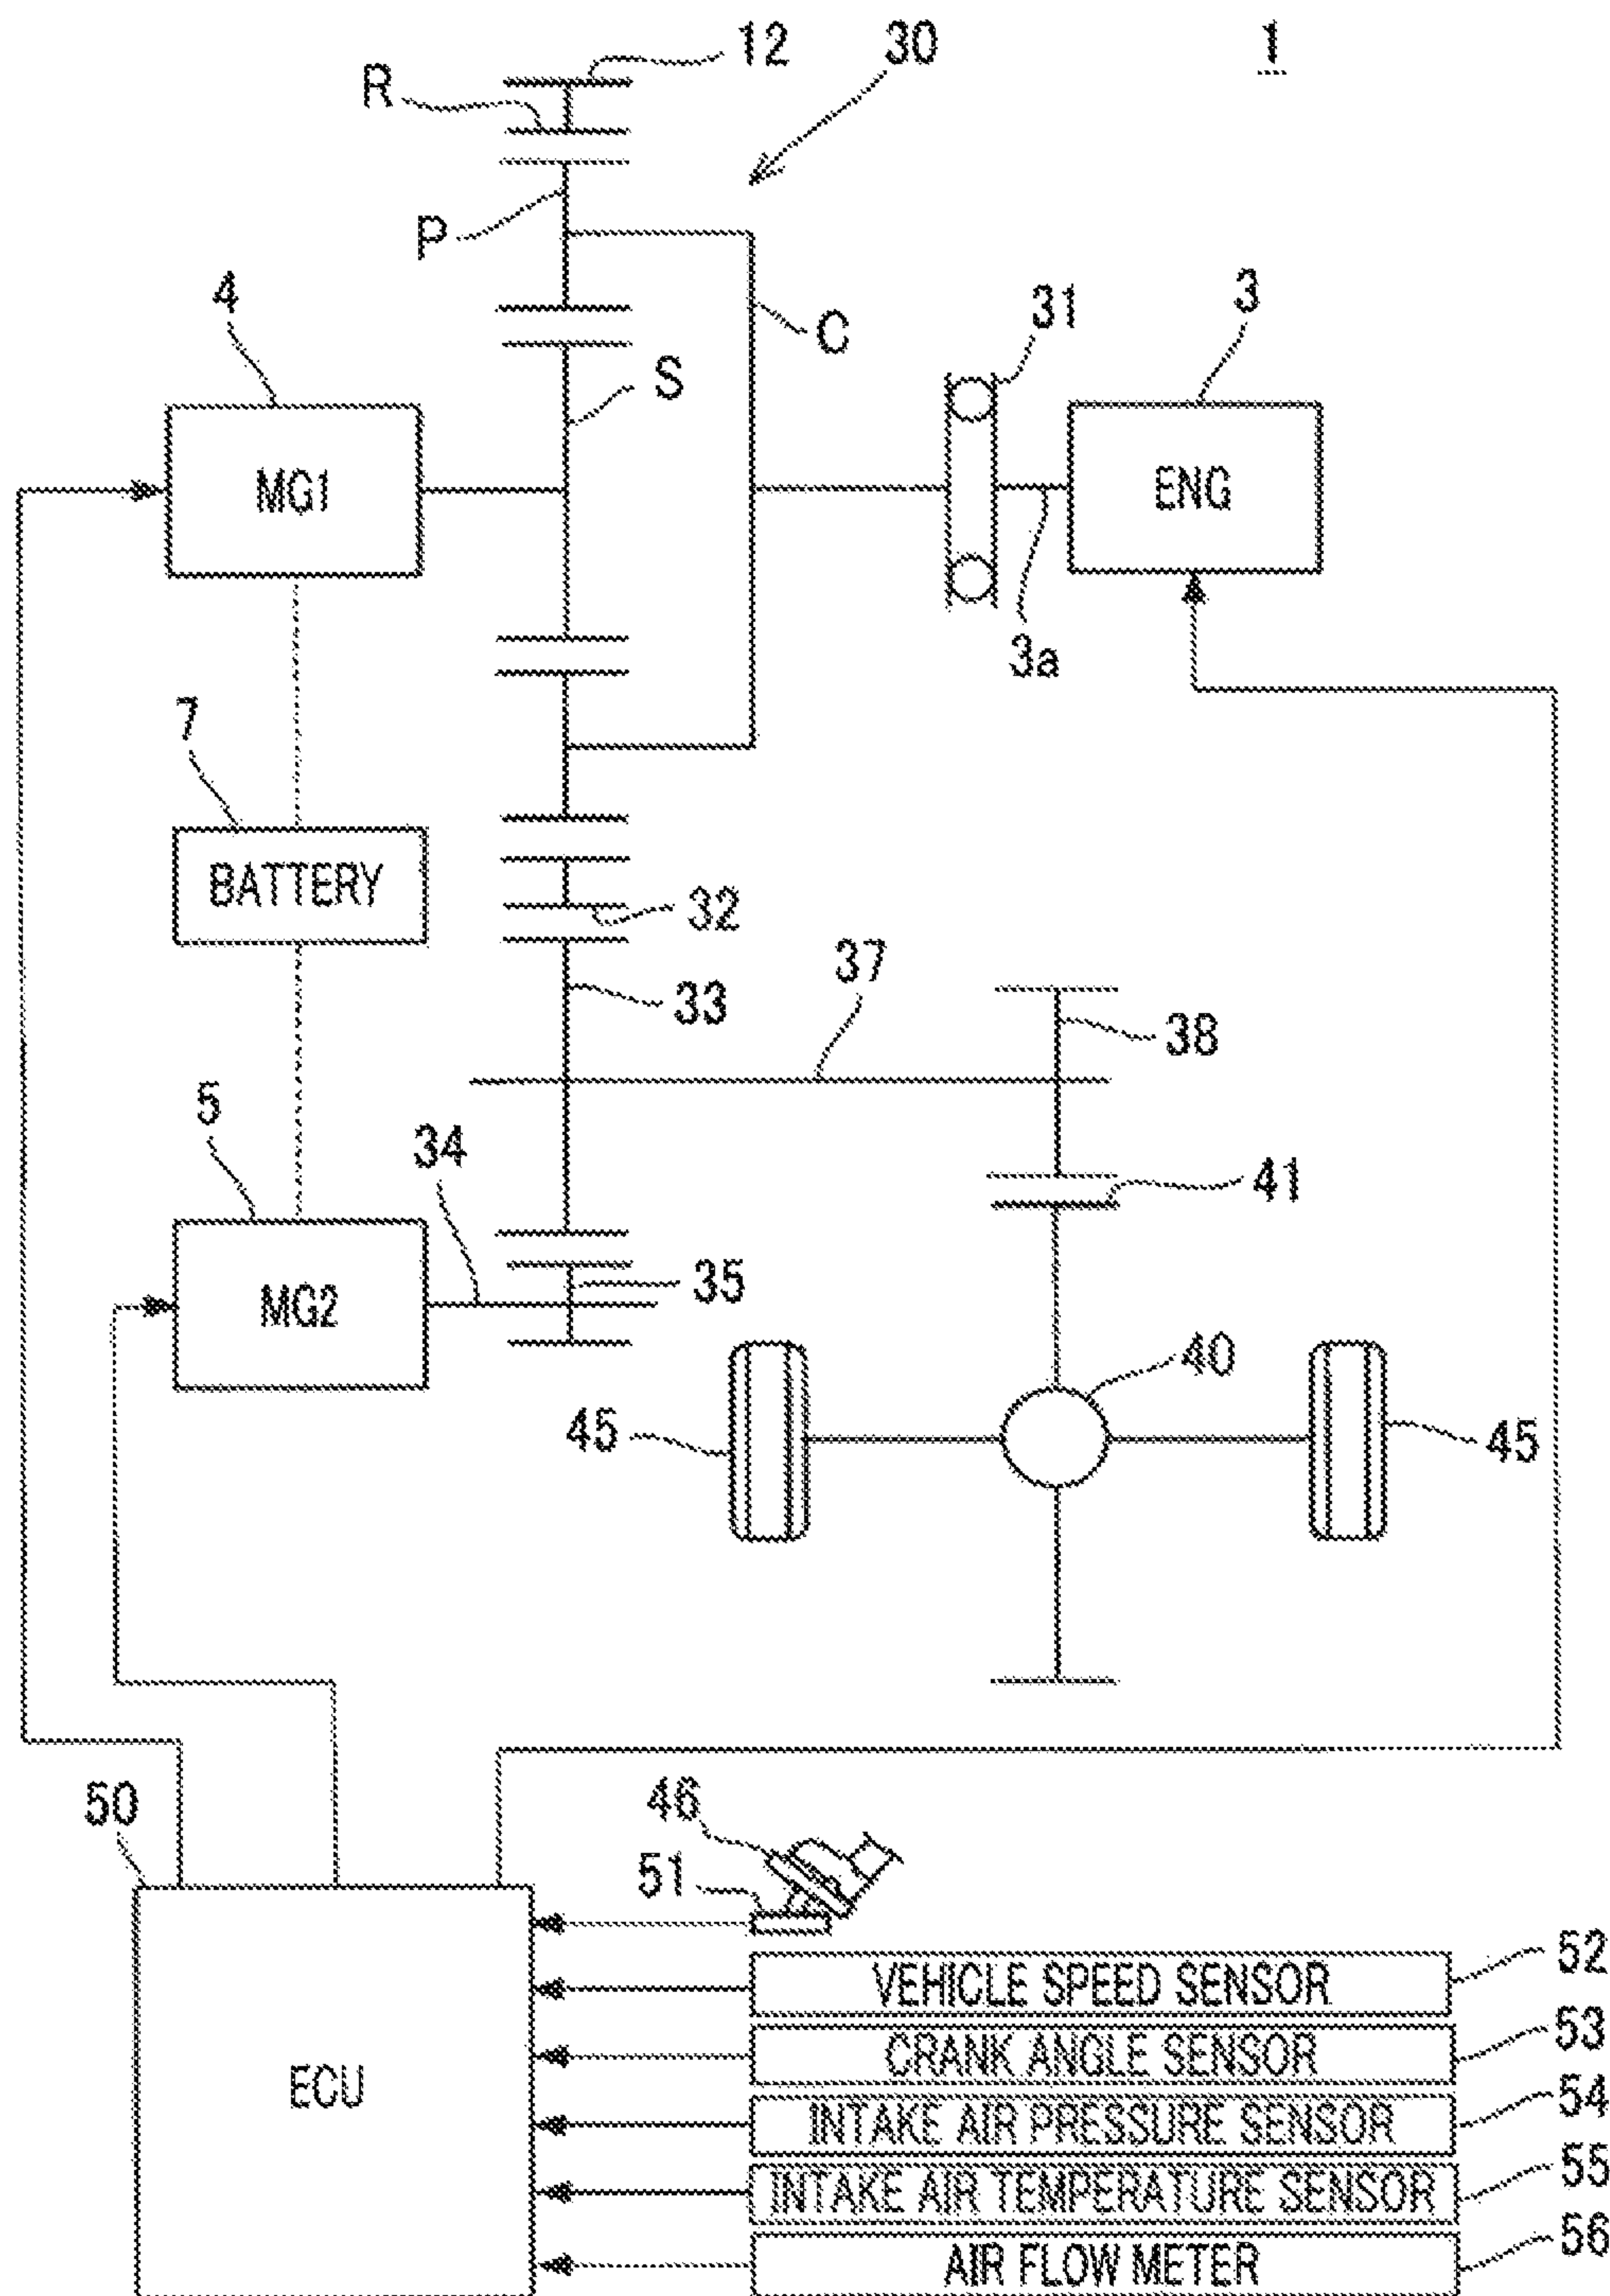 12
30
1
R
P
4
31
3
C
S
MG1
ENG
3a
7
BATTERY
32
37
33
38
5
34
41
35
MG2
40
45
45
50
46
51
52
VEHICLE SPEED SENSOR
53
CRANK ANGLE SENSOR
ECU
54
INTAKE AIR PRESSURE SENSOR
55
INTAKE AIR TEMPERATURE SENSOR
56
AIR FLOW METER